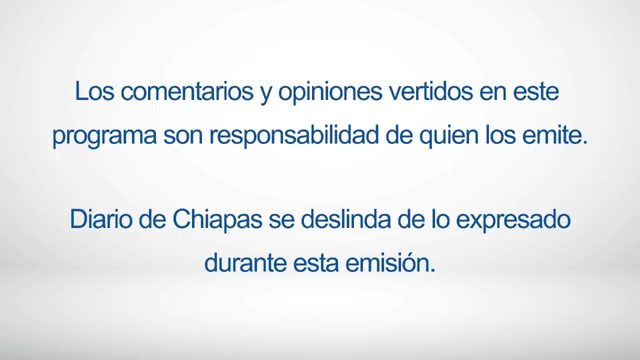 Los comentarios y opiniones vertidos en este
programa son responsabilidad de quien los emite.
Diario de Chiapas se deslinda de lo expresado
durante esta emisión.